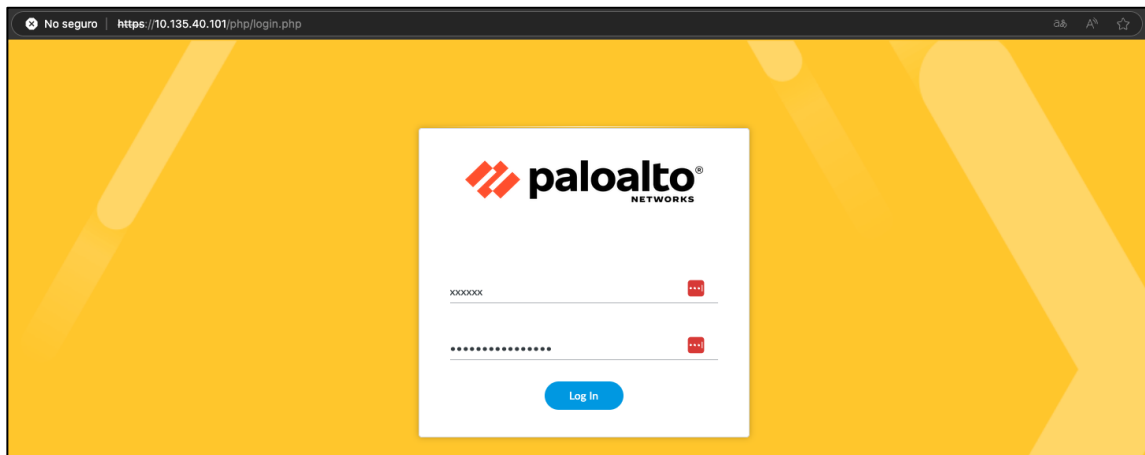 No seguro https://10.135.40.101/php/login.php
paloalto®
NETWORKS
xxxxxx
••••••••••••••••
Log In